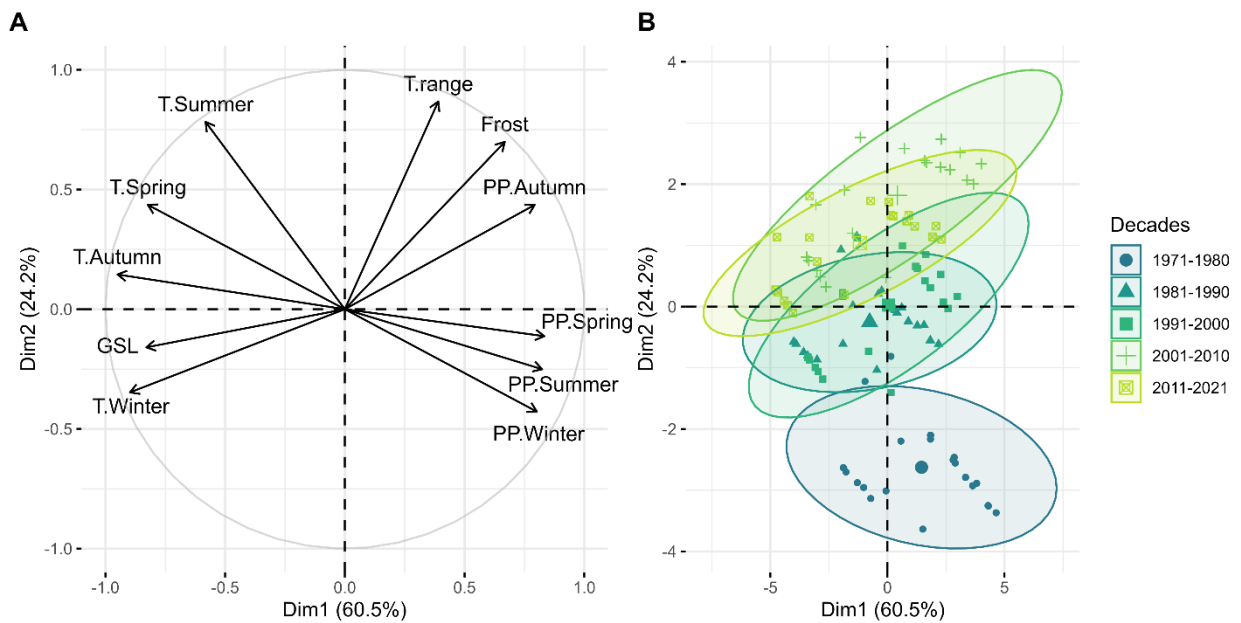 A
1.0
0.5
0.0
-0.5
-1.0
Dim2 (24.2%)
T.range
T.Summer
Frost
T.Spring
PP.Autumn
T.Autumn
GSL
PP.Spring
PP.Summer
T.Winter
PP.Winter
-1.0 -0.5 0.0 0.5 1.0
Dim1 (60.5%)
B
4
2
0
-2
-4
Dim2 (24.2%)
-5 0 5
Dim1 (60.5%)
Decades
1971-1980
1981-1990
1991-2000
2001-2010
2011-2021